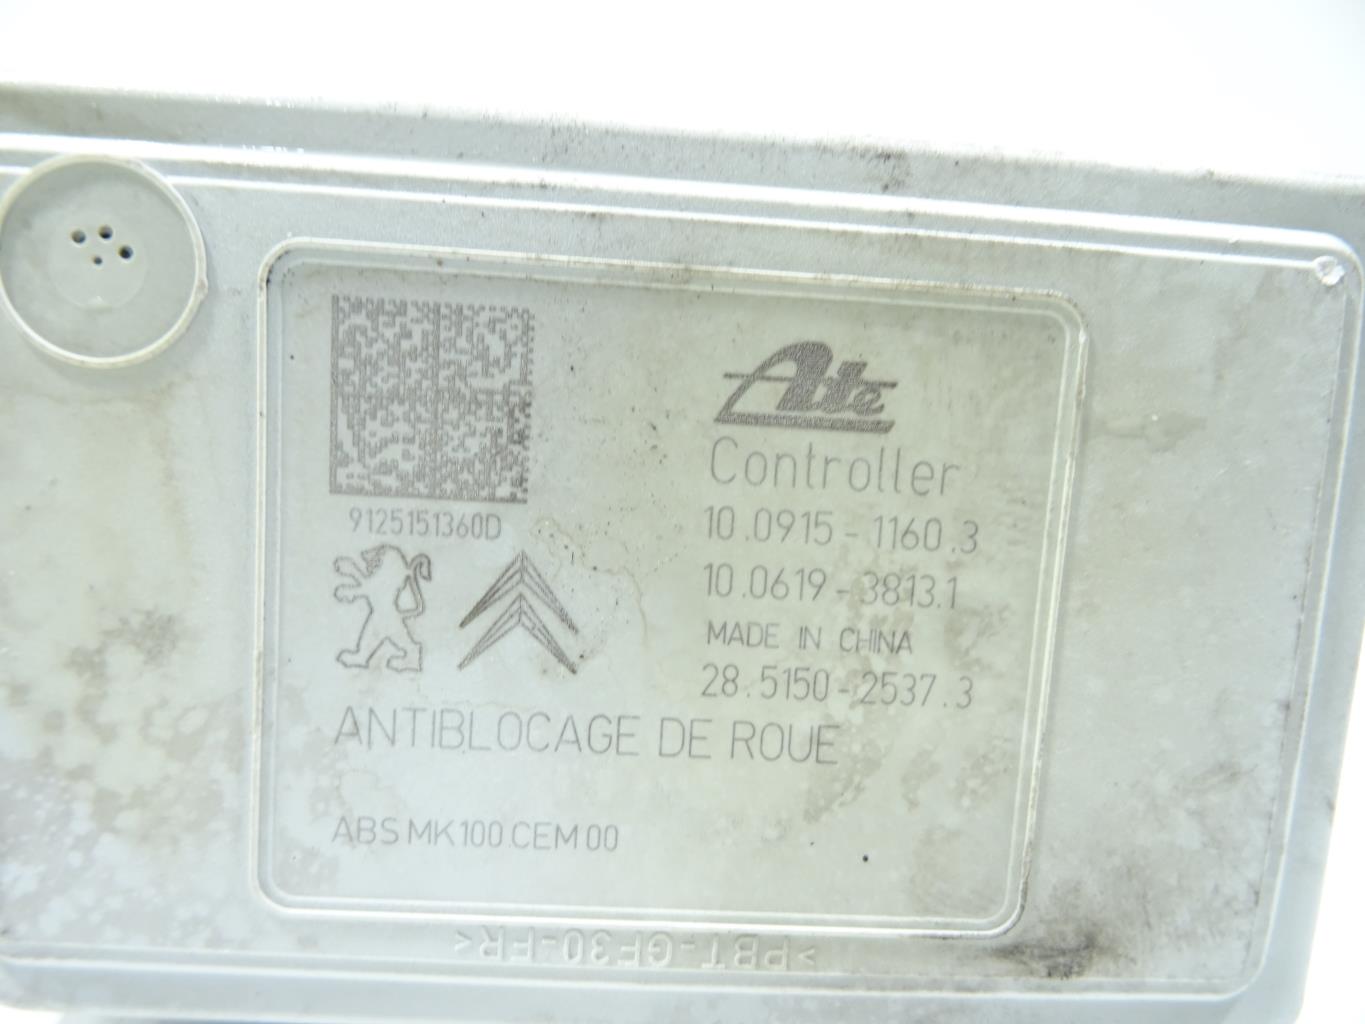 Ate
Controller
9125151360D
10.0915-1160.3
10.0619-3813.1
MADE IN CHINA
28.5150-2537.3
ANTIBLOCAGE DE ROUE
ABS MK100.CEM 00
>PBT-GF30-FR<